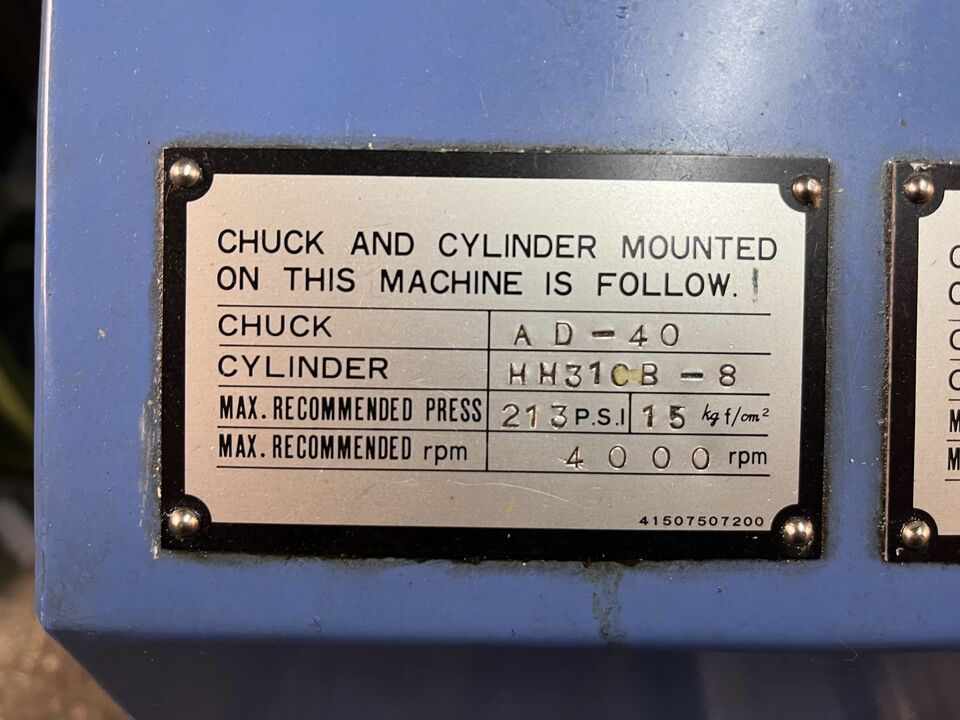 CHUCK AND CYLINDER MOUNTED
ON THIS MACHINE IS FOLLOW.
CHUCK AD-40
CYLINDER HH31CB-8
MAX. RECOMMENDED PRESS 213 P.S.I 15 kgf/cm²
MAX. RECOMMENDED rpm 4000 rpm
41507507200